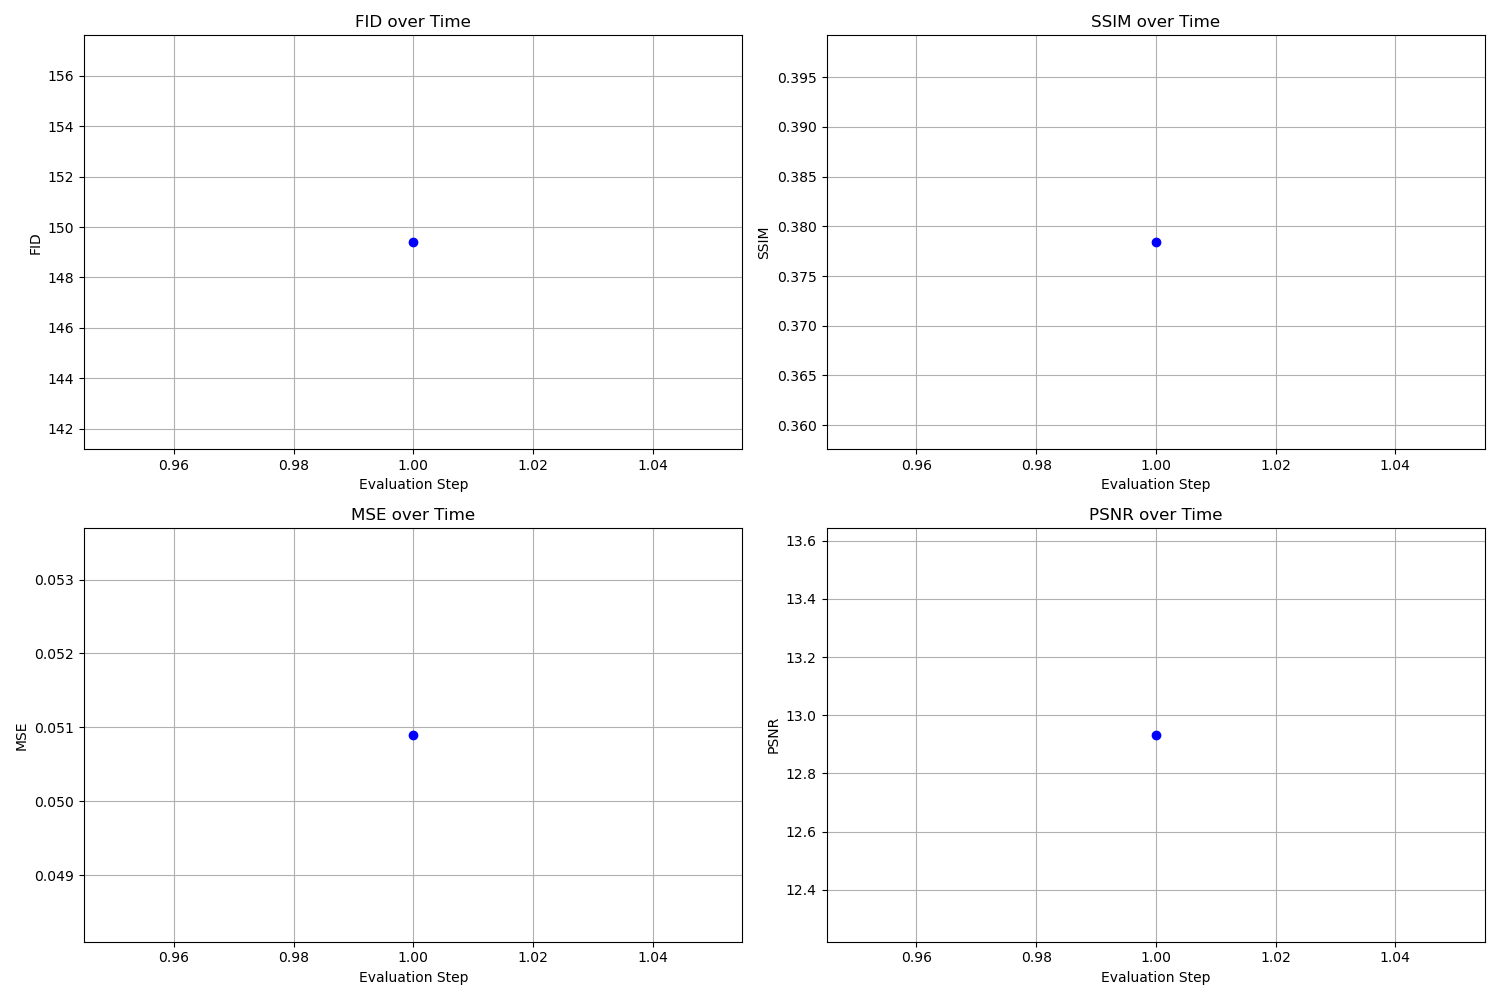 FID over Time
156
154
152
150
148
146
144
142
FID
0.96 0.98 1.00 1.02 1.04
Evaluation Step
SSIM over Time
0.395
0.390
0.385
0.380
0.375
0.370
0.365
0.360
SSIM
0.96 0.98 1.00 1.02 1.04
Evaluation Step
MSE over Time
0.053
0.052
0.051
0.050
0.049
MSE
0.96 0.98 1.00 1.02 1.04
Evaluation Step
PSNR over Time
13.6
13.4
13.2
13.0
12.8
12.6
12.4
PSNR
0.96 0.98 1.00 1.02 1.04
Evaluation Step